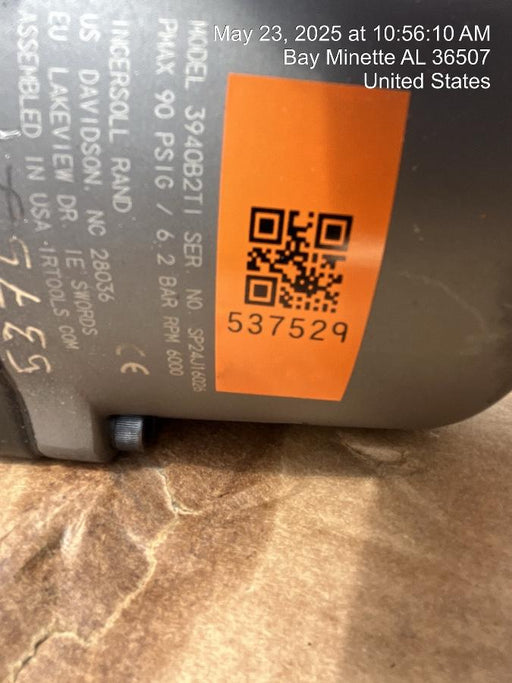 May 23, 2025 at 10:56:10 AM
Bay Minette AL 36507
United States
MODEL 3940B2TI SER. NO. SP24J16026
PMAX 90 PSIG / 6.2 BAR RPM 6000
INGERSOLL RAND
US DAVIDSON, NC 28036
EU LAKEVIEW DR. IE SWORDS
ASSEMBLED IN USA IRTOOLS.COM
CE
537529